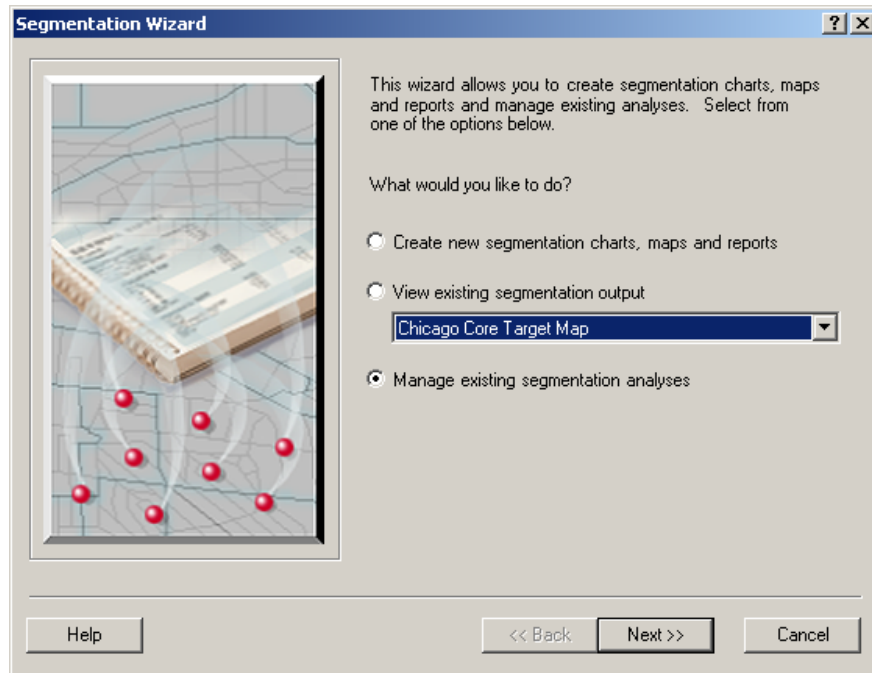 Segmentation Wizard
This wizard allows you to create segmentation charts, maps
and reports and manage existing analyses. Select from
one of the options below.
What would you like to do?
Create new segmentation charts, maps and reports
View existing segmentation output
Chicago Core Target Map
Manage existing segmentation analyses
Help
<< Back
Next >>
Cancel